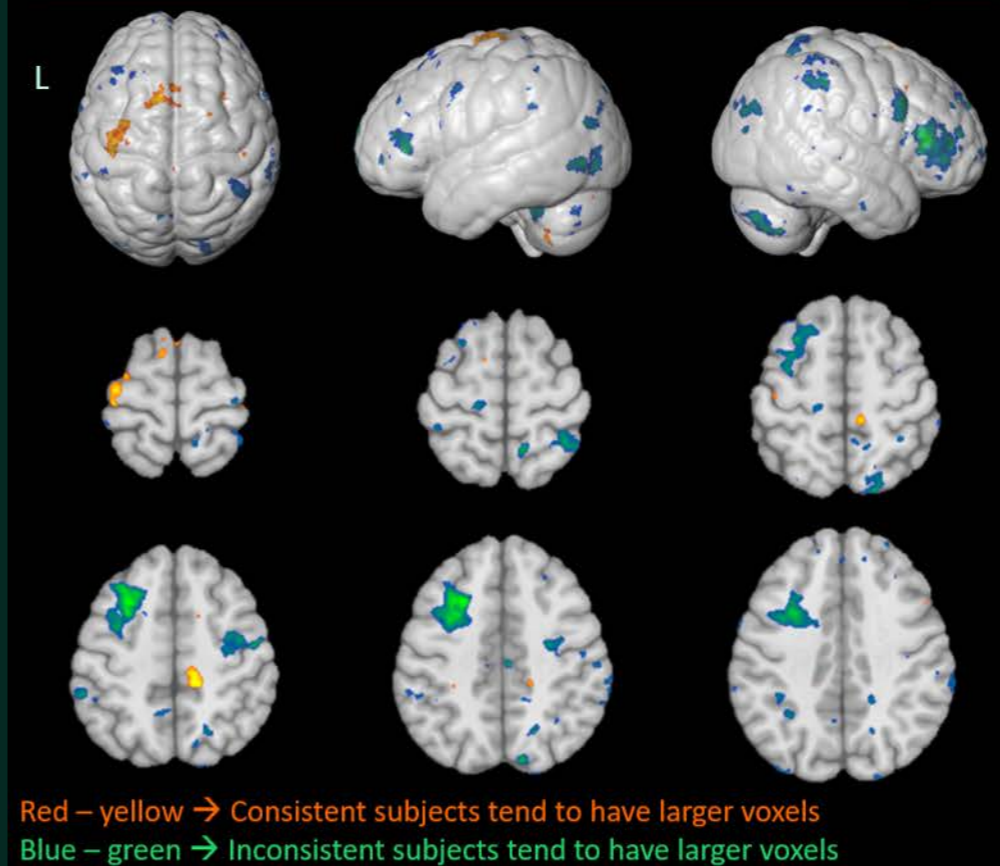 L
Red – yellow → Consistent subjects tend to have larger voxels
Blue – green → Inconsistent subjects tend to have larger voxels